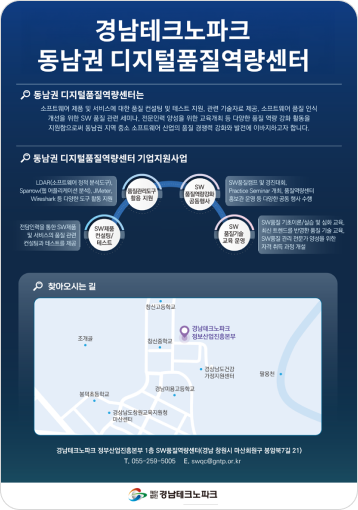 경남테크노파크
동남권 디지털품질역량센터
동남권 디지털품질역량센터는
소프트웨어 제품 및 서비스에 대한 품질 컨설팅 및 테스트 지원, 관련 기술자료 제공, 소프트웨어 품질 인식
개선을 위한 SW 품질 관련 세미나, 전문인력 양성을 위한 교육개최 등 다양한 품질 역량 강화 활동을
지원함으로써 동남권 지역 중소 소프트웨어 산업의 품질 경쟁력 강화와 발전에 이바지하고자 합니다.
동남권 디지털품질역량센터 기업지원사업
LDAR(소프트웨어 정적 분석도구),
Sparrow(웹 어플리케이션 분석), JMeter,
Wireshark 등 다양한 도구 활용 지원
품질관리도구
활용 지원
SW
품질역량강화
공동행사
SW품질캠프 및 경진대회,
Practice Seminar 개최, 품질역량센터
홍보관 운영 등 다양한 공동 행사 수행
전담인력을 통한 SW제품
및 서비스의 품질 관련
컨설팅과 테스트를 제공
SW제품
컨설팅/
테스트
SW
품질기술
교육 운영
SW품질 기초이론/실습 및 심화 교육,
최신 트렌드를 반영한 품질 기술 교육,
SW품질 관리 전문가 양성을 위한
자격 취득 과정 개설
찾아오시는 길
창신고등학교
경남테크노파크
정보산업진흥본부
조개골
창신중학교
경상남도건강
가정지원센터
팔용천
봉덕초등학교
경남미용고등학교
경상남도창원교육지원청
마산센터
경남테크노파크 정부산업진흥본부 1층 SW품질역량센터(경남 창원시 마산회원구 봉암북7길 21)
T. 055-259-5005 E. swqc@gntp.or.kr
경남테크노파크